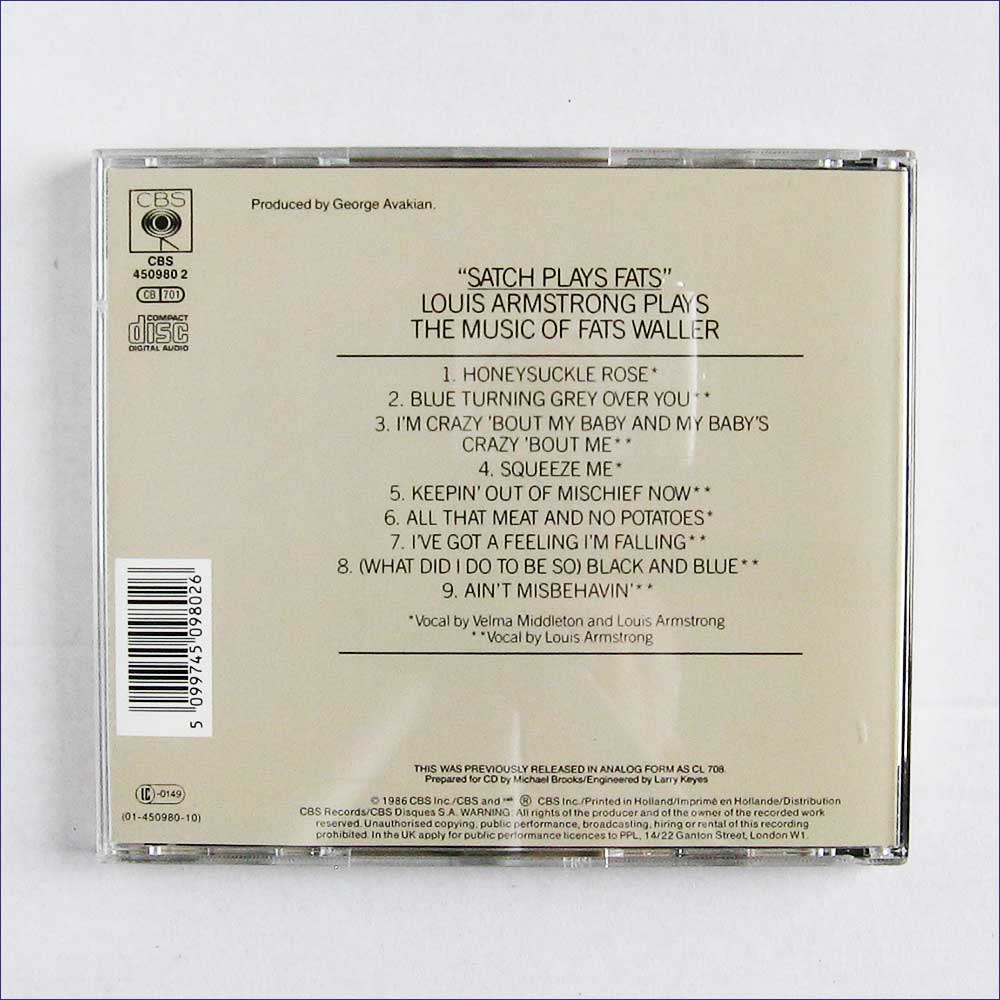 CBS
CBS
450980 2
CB 701
COMPACT
disc
DIGITAL AUDIO
Produced by George Avakian.
“SATCH PLAYS FATS”
LOUIS ARMSTRONG PLAYS
THE MUSIC OF FATS WALLER
1. HONEYSUCKLE ROSE*
2. BLUE TURNING GREY OVER YOU**
3. I'M CRAZY 'BOUT MY BABY AND MY BABY'S
CRAZY 'BOUT ME**
4. SQUEEZE ME*
5. KEEPIN' OUT OF MISCHIEF NOW**
6. ALL THAT MEAT AND NO POTATOES*
7. I'VE GOT A FEELING I'M FALLING**
8. (WHAT DID I DO TO BE SO) BLACK AND BLUE**
9. AIN'T MISBEHAVIN'**
*Vocal by Velma Middleton and Louis Armstrong
**Vocal by Louis Armstrong
5 099745 098026
THIS WAS PREVIOUSLY RELEASED IN ANALOG FORM AS CL 708.
Prepared for CD by Michael Brooks/Engineered by Larry Keyes
LC -0149
(01-450980-10)
© 1986 CBS Inc./CBS and ® CBS Inc./Printed in Holland/Imprimé en Hollande/Distribution
CBS Records/CBS Disques S.A. WARNING: All rights of the producer and of the owner of the recorded work
reserved. Unauthorised copying, public performance, broadcasting, hiring or rental of this recording
prohibited. In the UK apply for public performance licences to PPL, 14/22 Ganton Street, London W1.